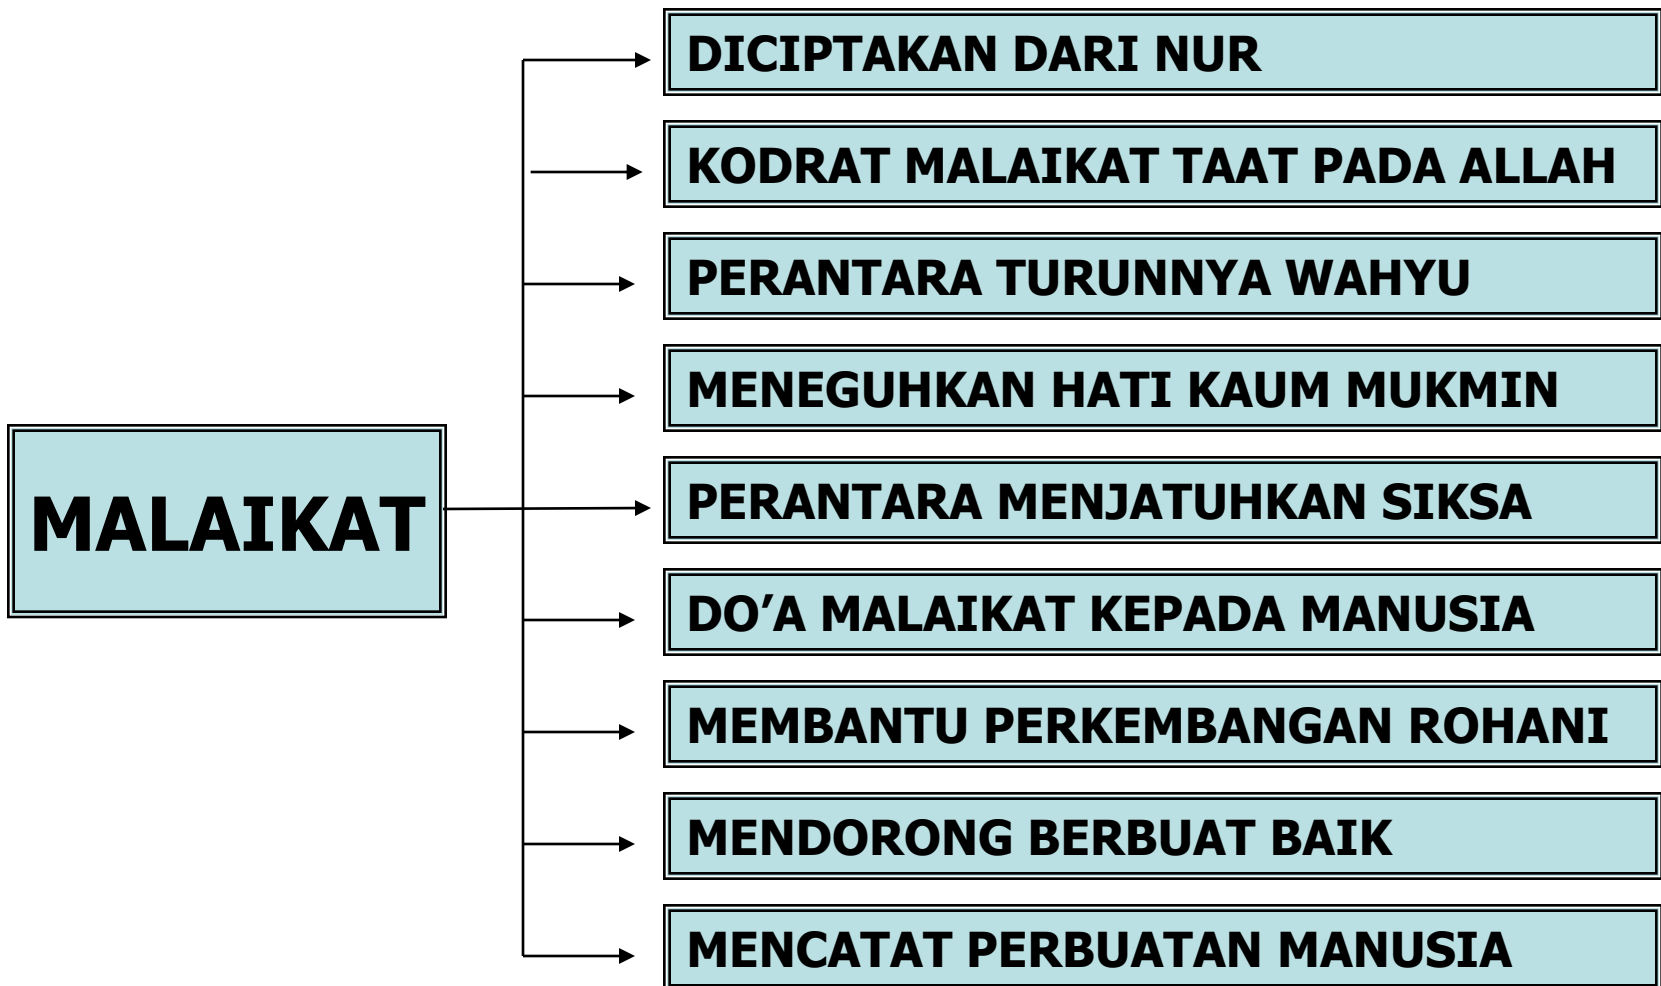 DICIPTAKAN DARI NUR
KODRAT MALAIKAT TAAT PADA ALLAH
PERANTARA TURUNNYA WAHYU
MENEGUHKAN HATI KAUM MUKMIN
MALAIKAT
PERANTARA MENJATUHKAN SIKSA
DO’A MALAIKAT KEPADA MANUSIA
MEMBANTU PERKEMBANGAN ROHANI
MENDORONG BERBUAT BAIK
MENCATAT PERBUATAN MANUSIA